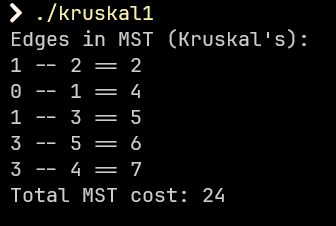 ❯ ./kruskal1
Edges in MST (Kruskal's):
1 -- 2 == 2
0 -- 1 == 4
1 -- 3 == 5
3 -- 5 == 6
3 -- 4 == 7
Total MST cost: 24